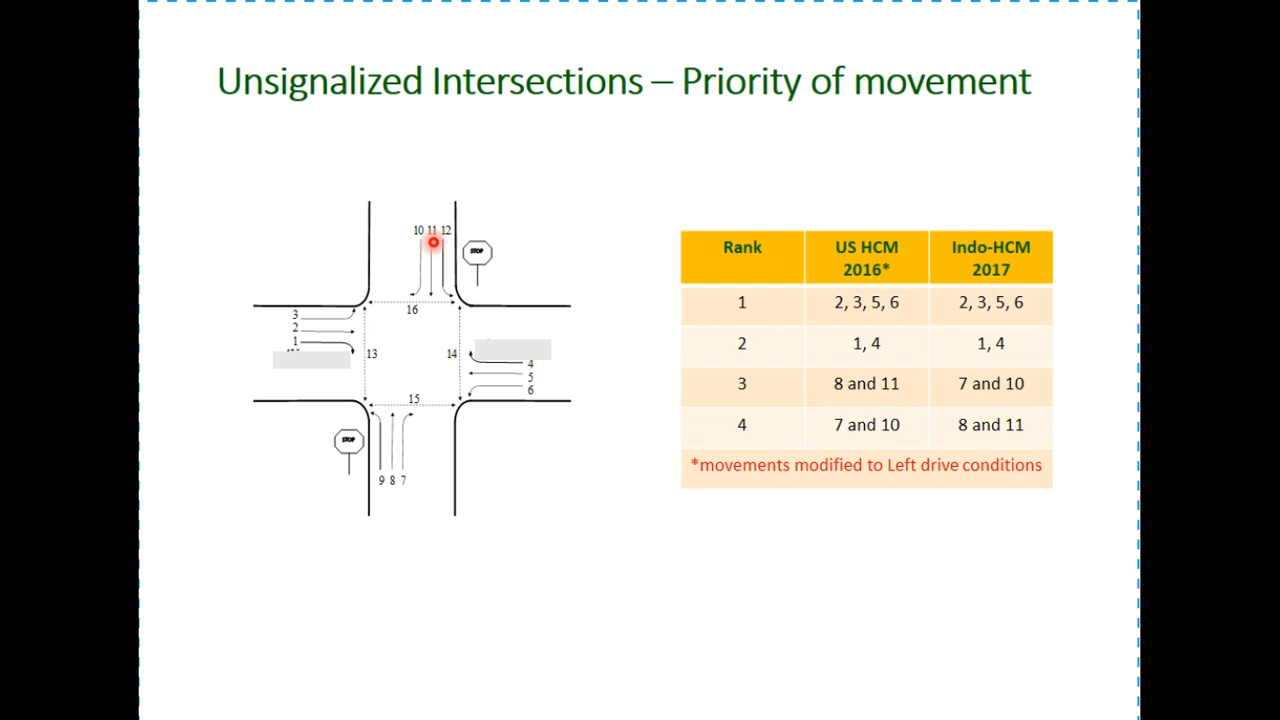 Unsignalized Intersections – Priority of movement
10 11 12
STOP
16
3
2
1
13
14
4
5
6
15
STOP
9 8 7
Rank US HCM 2016* Indo-HCM 2017
1 2, 3, 5, 6 2, 3, 5, 6
2 1, 4 1, 4
3 8 and 11 7 and 10
4 7 and 10 8 and 11
*movements modified to Left drive conditions